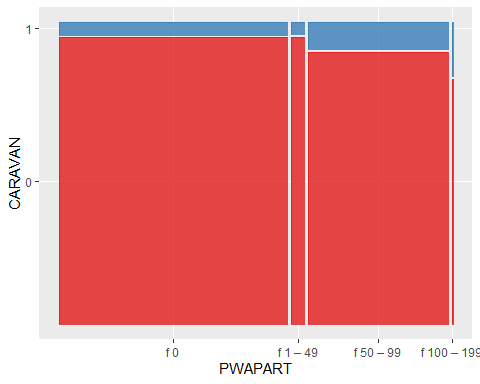 1
0
CARAVAN
f 0
f 1 – 49
f 50 – 99
f 100 – 199
PWAPART